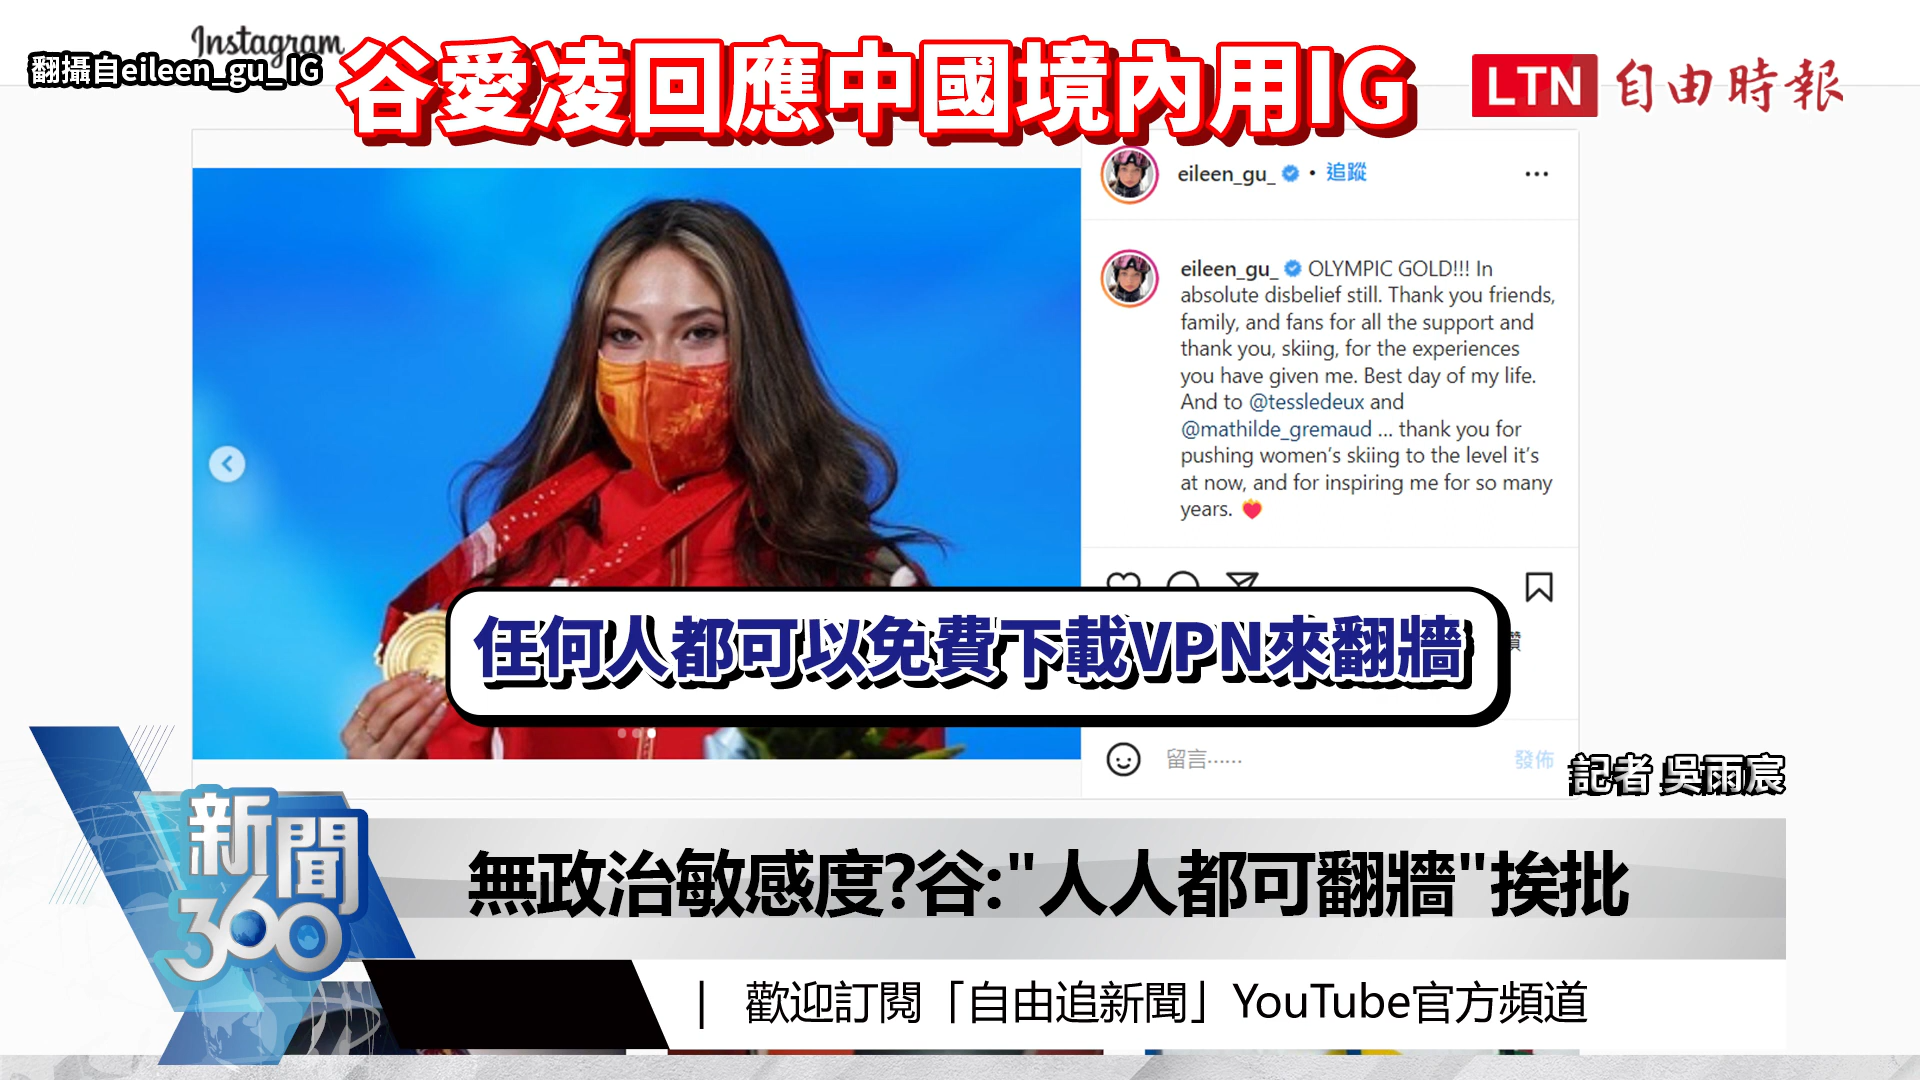 Instagram
翻攝自eileen_gu_ IG
谷愛凌回應中國境內用IG
LTN 自由時報
eileen_gu_ • 追蹤
eileen_gu_ OLYMPIC GOLD!!! In
absolute disbelief still. Thank you friends,
family, and fans for all the support and
thank you, skiing, for the experiences
you have given me. Best day of my life.
And to @tessledeux and
@mathilde_gremaud ... thank you for
pushing women's skiing to the level it's
at now, and for inspiring me for so many
years.
任何人都可以免費下載VPN來翻牆
讚
留言......
發佈
記者 吳雨宸
新聞
360
無政治敏感度?谷:"人人都可翻牆"挨批
| 歡迎訂閱「自由追新聞」YouTube官方頻道